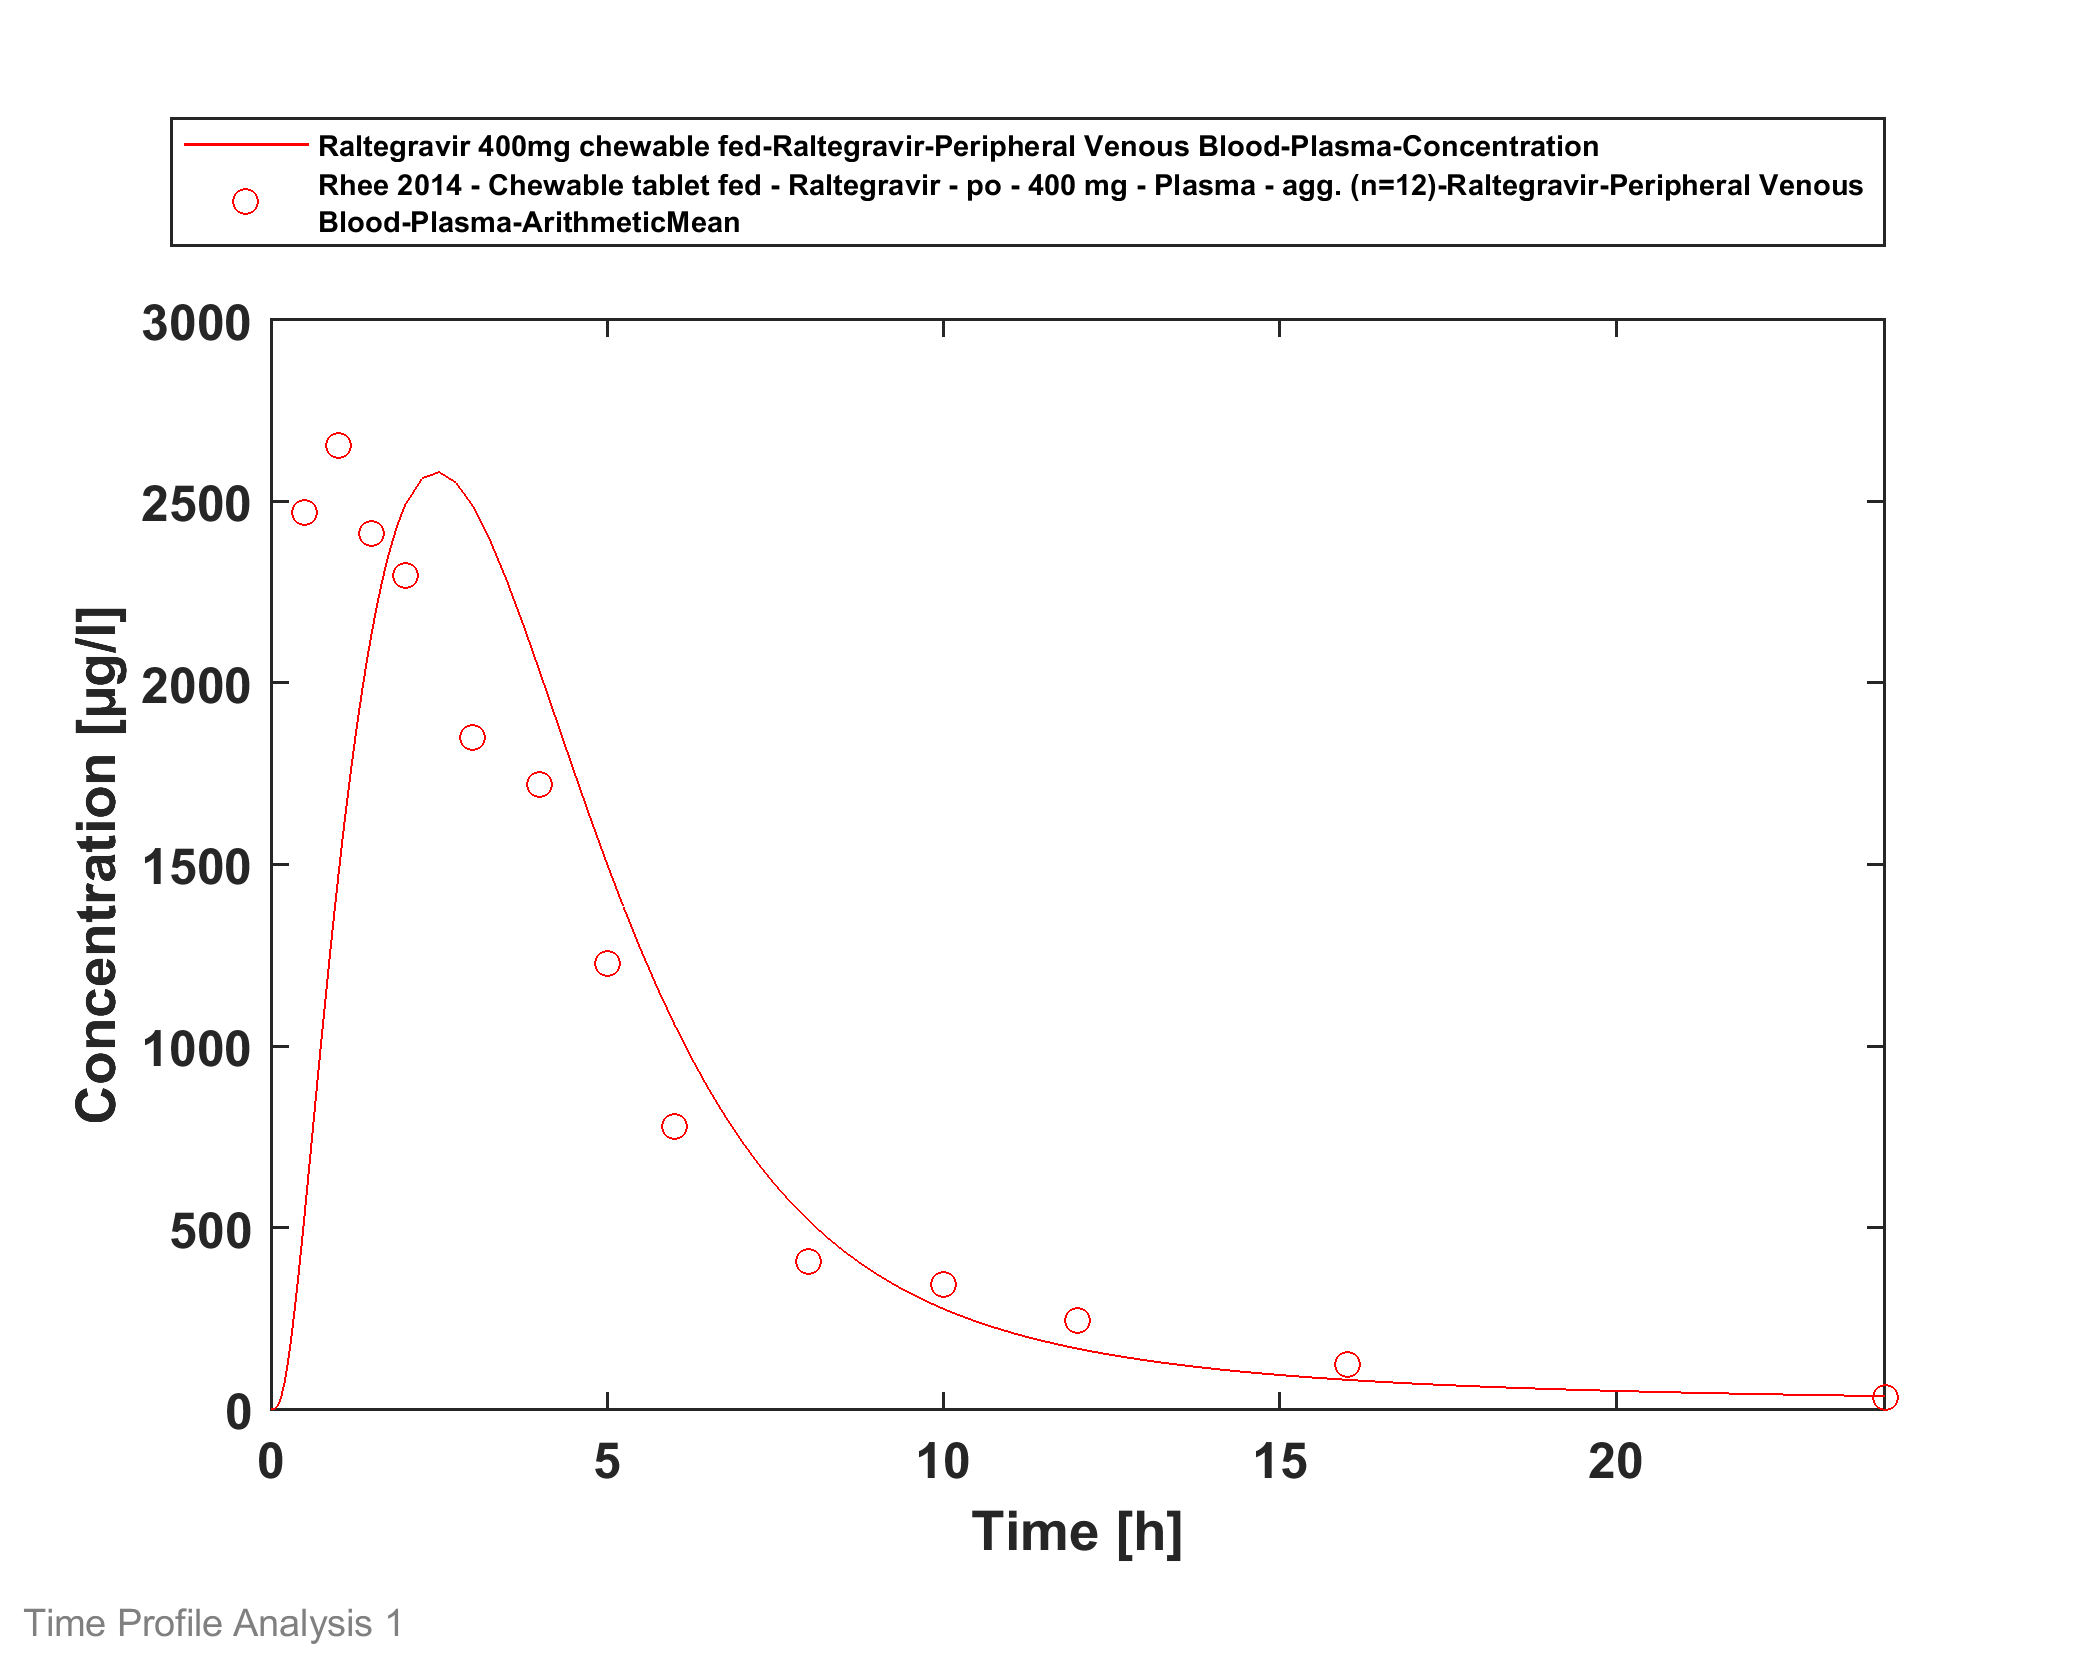 Raltegravir 400mg chewable fed-Raltegravir-Peripheral Venous Blood-Plasma-Concentration
Rhee 2014 - Chewable tablet fed - Raltegravir - po - 400 mg - Plasma - agg. (n=12)-Raltegravir-Peripheral Venous
Blood-Plasma-ArithmeticMean
3000
2500
2000
1500
1000
500
0
Concentration [µg/l]
0 5 10 15 20
Time [h]
Time Profile Analysis 1